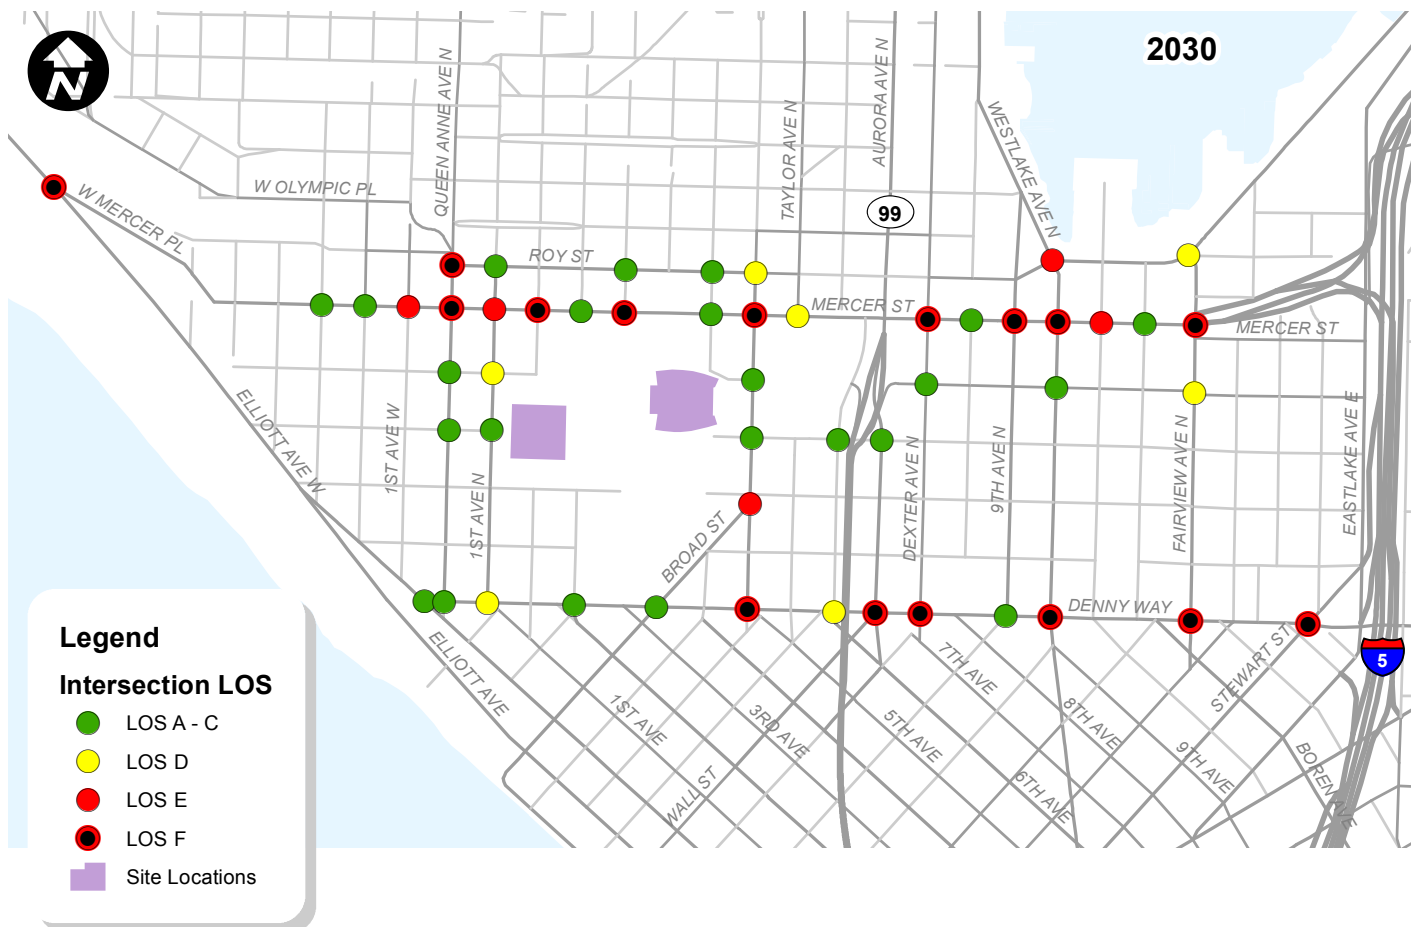 2030
N
QUEEN ANNE AVE N
TAYLOR AVE N
AURORA AVE N
WESTLAKE AVE N
99
W OLYMPIC PL
W MERCER PL
ROY ST
MERCER ST
MERCER ST
ELLIOTT AVE W
1ST AVE W
1ST AVE N
BROAD ST
DEXTER AVE N
9TH AVE N
FAIRVIEW AVE N
EASTLAKE AVE E
DENNY WAY
ELLIOTT AVE
1ST AVE
3RD AVE
WALL ST
5TH AVE
7TH AVE
6TH AVE
8TH AVE
9TH AVE
STEWART ST
BOREN AVE
5
Legend
Intersection LOS
LOS A - C
LOS D
LOS E
LOS F
Site Locations